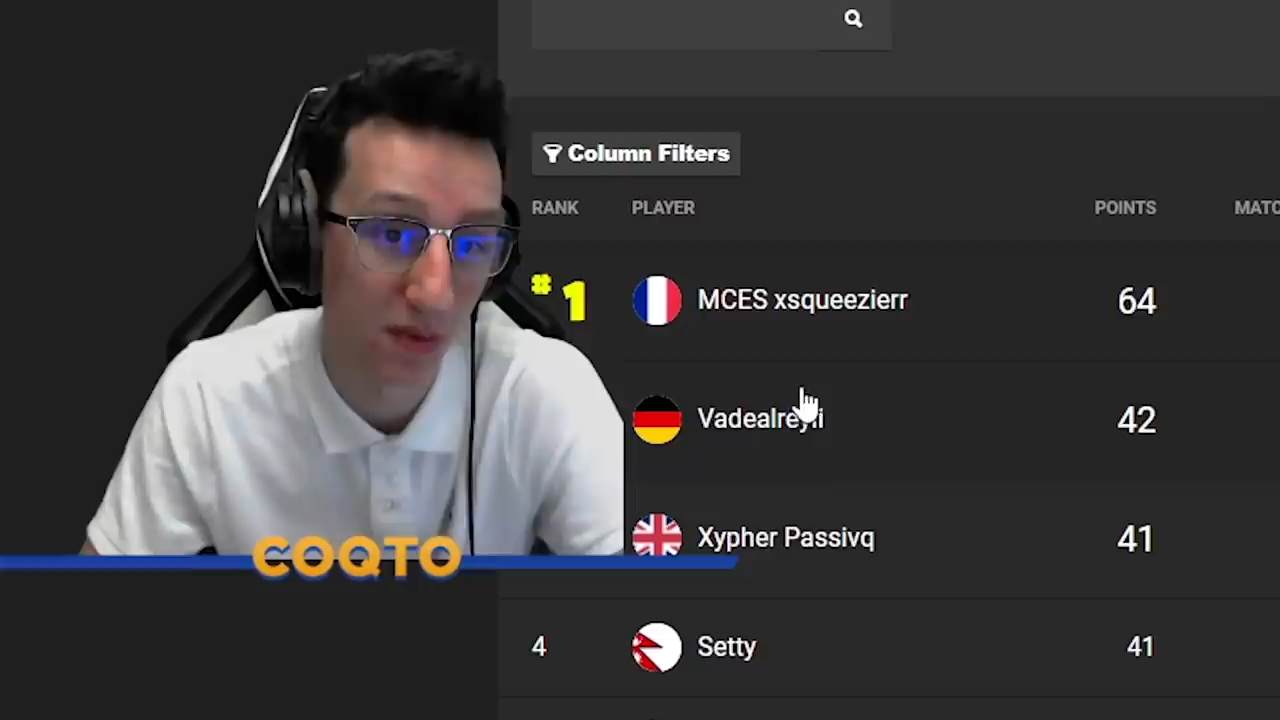 Column Filters
RANK PLAYER POINTS
#1 MCES xsqueezierr 64
42
Xypher Passivq 41
COQTO
4 Setty 41